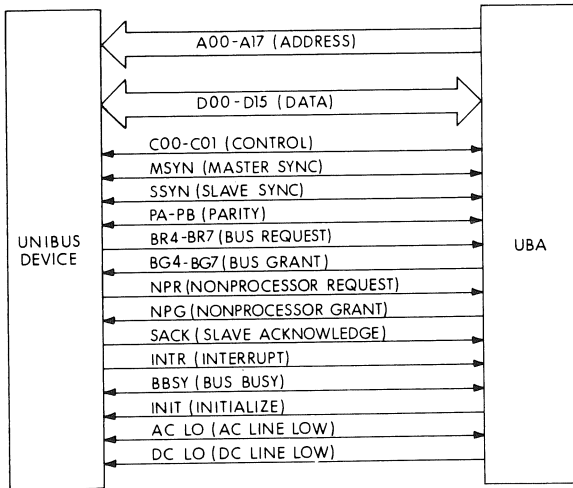 A00-A17 (ADDRESS)
D00-D15 (DATA)
C00-C01 (CONTROL)
MSYN (MASTER SYNC)
SSYN (SLAVE SYNC)
PA-PB (PARITY)
BR4-BR7 (BUS REQUEST)
UNIBUS
DEVICE
UBA
BG4-BG7 (BUS GRANT)
NPR (NONPROCESSOR REQUEST)
NPG (NONPROCESSOR GRANT)
SACK (SLAVE ACKNOWLEDGE)
INTR (INTERRUPT)
BBSY (BUS BUSY)
INIT (INITIALIZE)
AC LO (AC LINE LOW)
DC LO (DC LINE LOW)